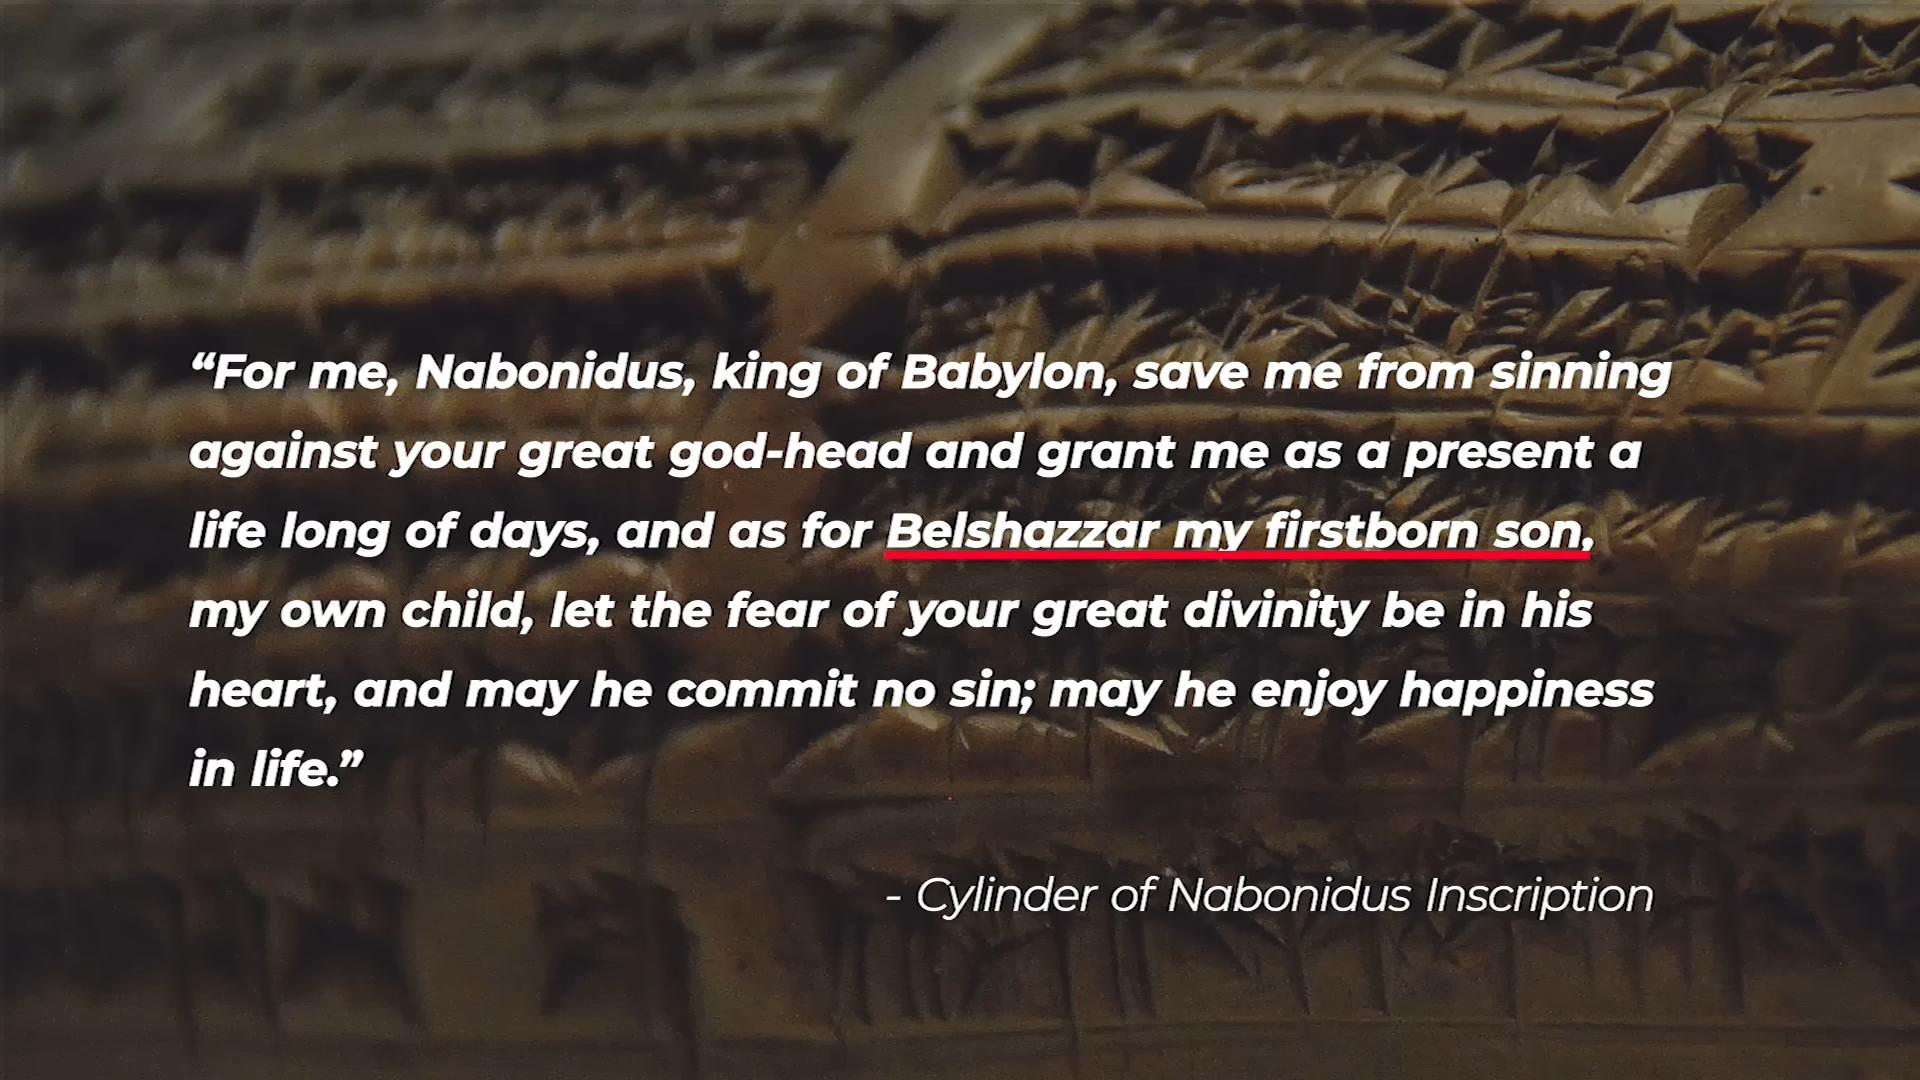 “For me, Nabonidus, king of Babylon, save me from sinning
against your great god-head and grant me as a present a
life long of days, and as for Belshazzar my firstborn son,
my own child, let the fear of your great divinity be in his
heart, and may he commit no sin; may he enjoy happiness
in life.”
- Cylinder of Nabonidus Inscription